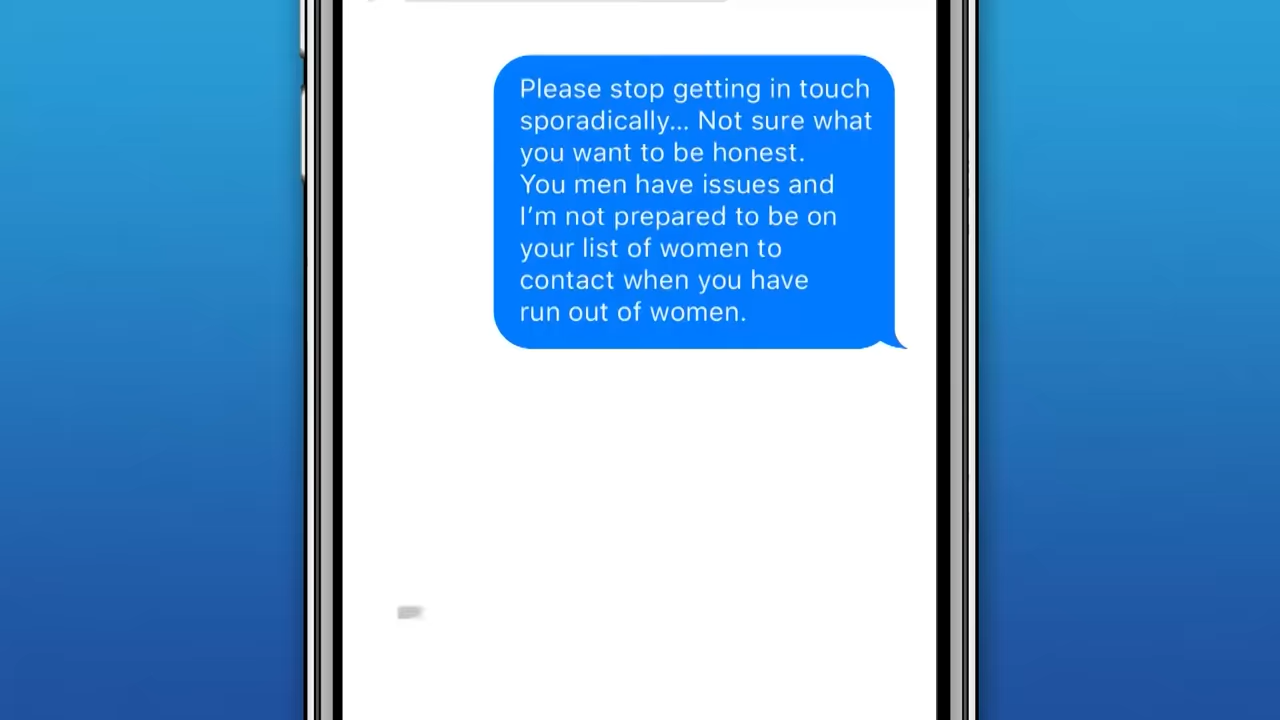 Please stop getting in touch
sporadically... Not sure what
you want to be honest.
You men have issues and
I’m not prepared to be on
your list of women to
contact when you have
run out of women.